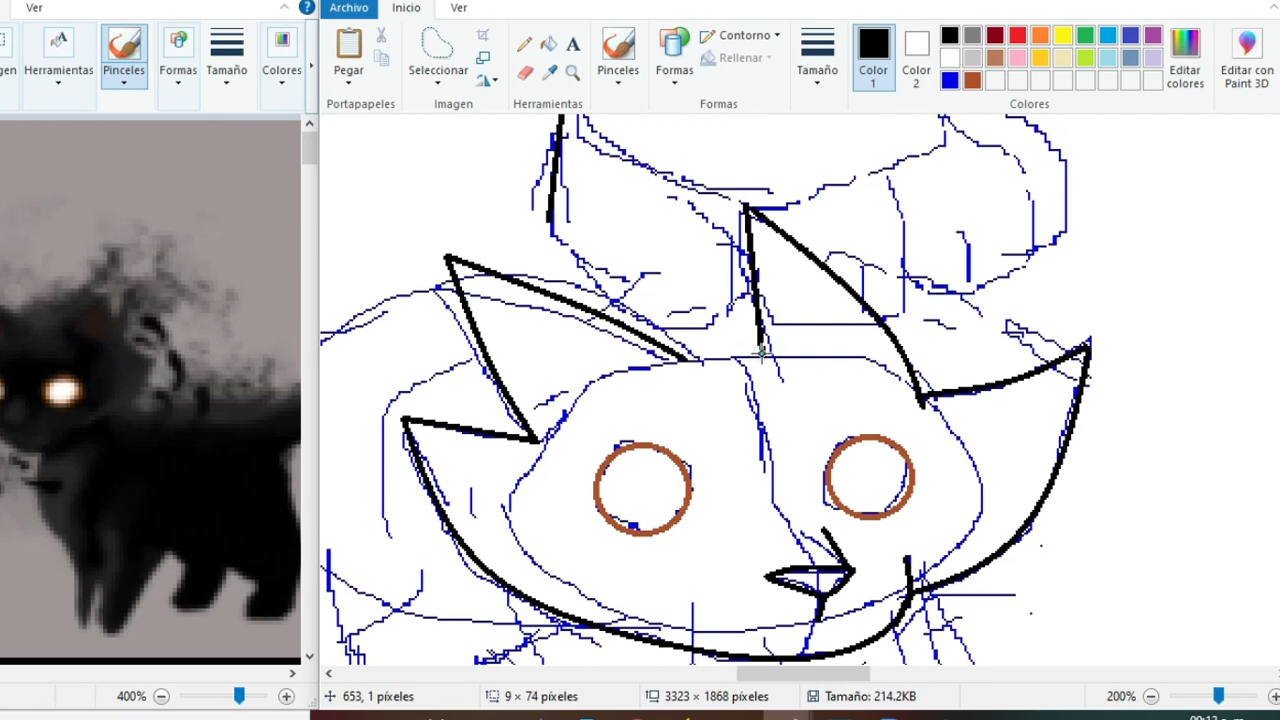 Ver
Herramientas
Pinceles
Formas
Tamaño
Colores
400%
Archivo
Inicio
Ver
Pegar
Portapapeles
Seleccionar
Imagen
Herramientas
Pinceles
Formas
Contorno
Rellenar
Formas
Tamaño
Color
1
Color
2
Editar
colores
Editar con
Paint 3D
Colores
653, 1 píxeles
9 × 74 píxeles
3323 × 1868 píxeles
Tamaño: 214.2KB
200%